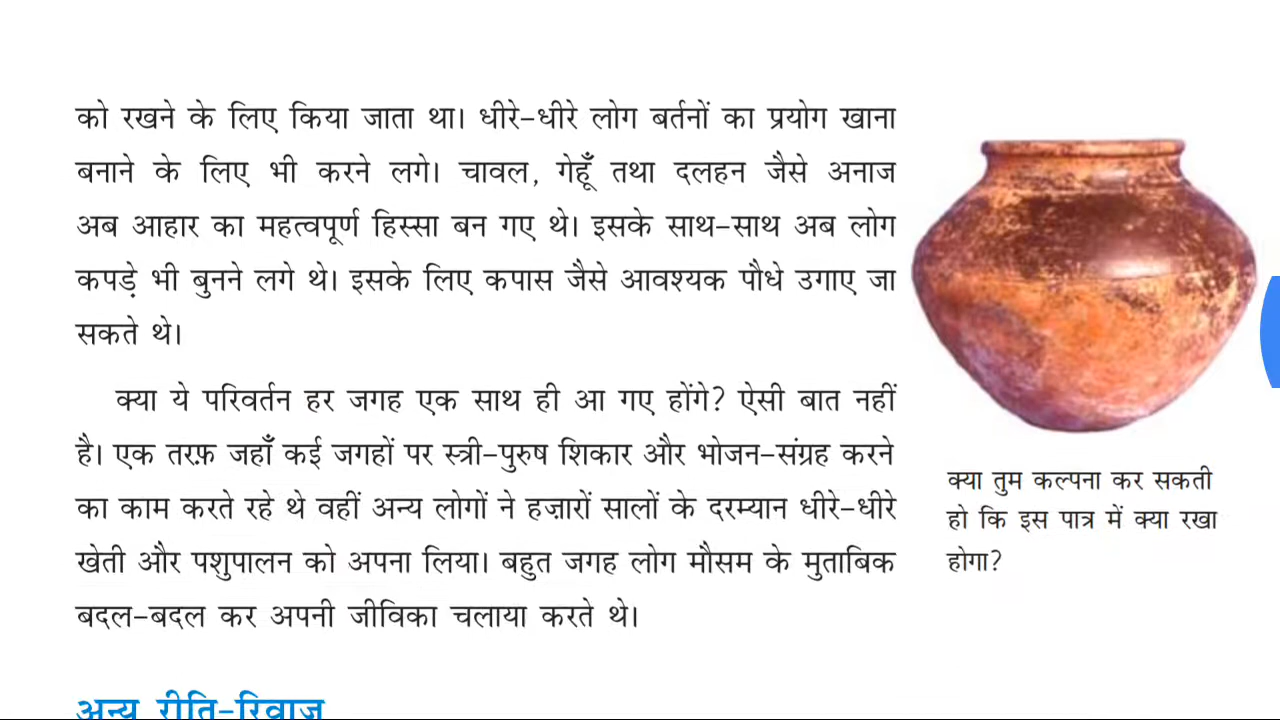 को रखने के लिए किया जाता था। धीरे-धीरे लोग बर्तनों का प्रयोग खाना
बनाने के लिए भी करने लगे। चावल, गेहूँ तथा दलहन जैसे अनाज
अब आहार का महत्वपूर्ण हिस्सा बन गए थे। इसके साथ-साथ अब लोग
कपड़े भी बुनने लगे थे। इसके लिए कपास जैसे आवश्यक पौधे उगाए जा
सकते थे।
क्या ये परिवर्तन हर जगह एक साथ ही आ गए होंगे? ऐसी बात नहीं
है। एक तरफ़ जहाँ कई जगहों पर स्त्री-पुरुष शिकार और भोजन-संग्रह करने
का काम करते रहे थे वहीं अन्य लोगों ने हज़ारों सालों के दरम्यान धीरे-धीरे
खेती और पशुपालन को अपना लिया। बहुत जगह लोग मौसम के मुताबिक
बदल-बदल कर अपनी जीविका चलाया करते थे।
क्या तुम कल्पना कर सकती
हो कि इस पात्र में क्या रखा
होगा?
अन्य रीति-रिवाज